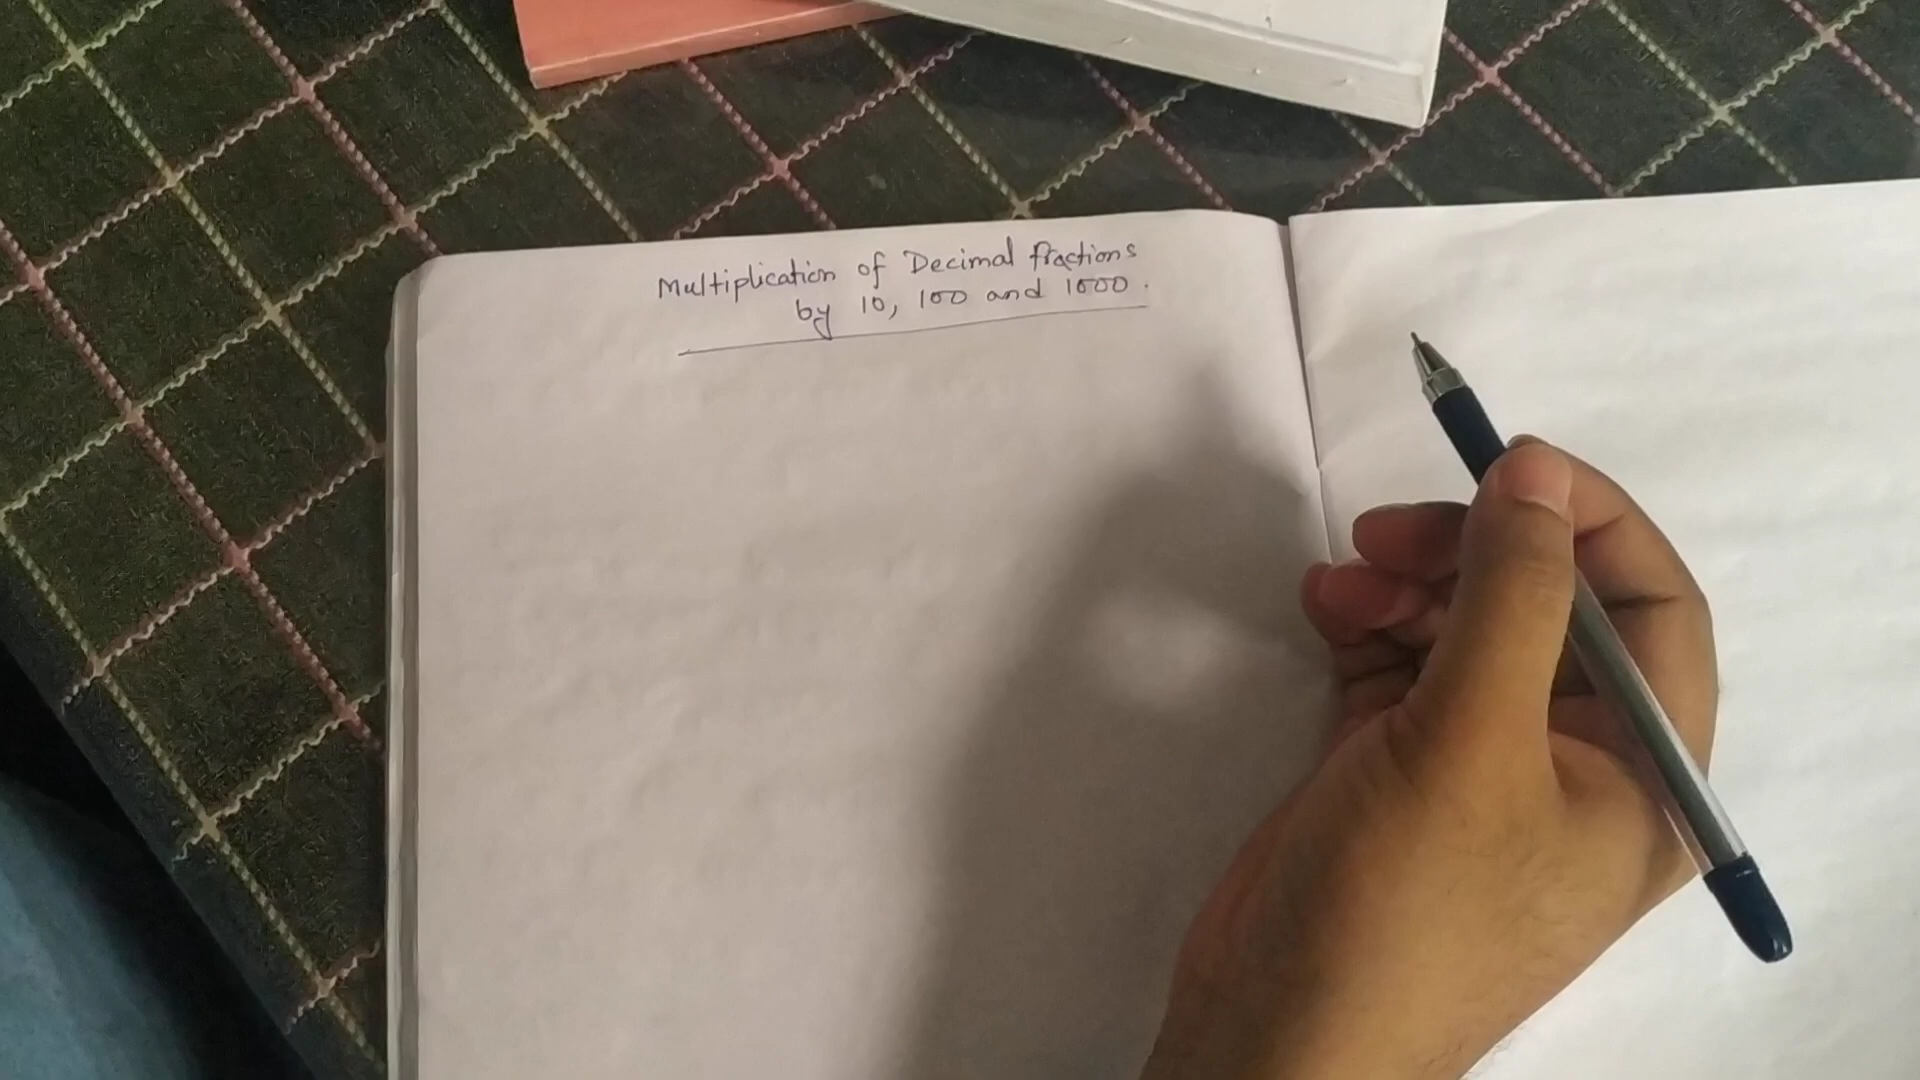 Multiplication of Decimal fractions
by 10, 100 and 1000.